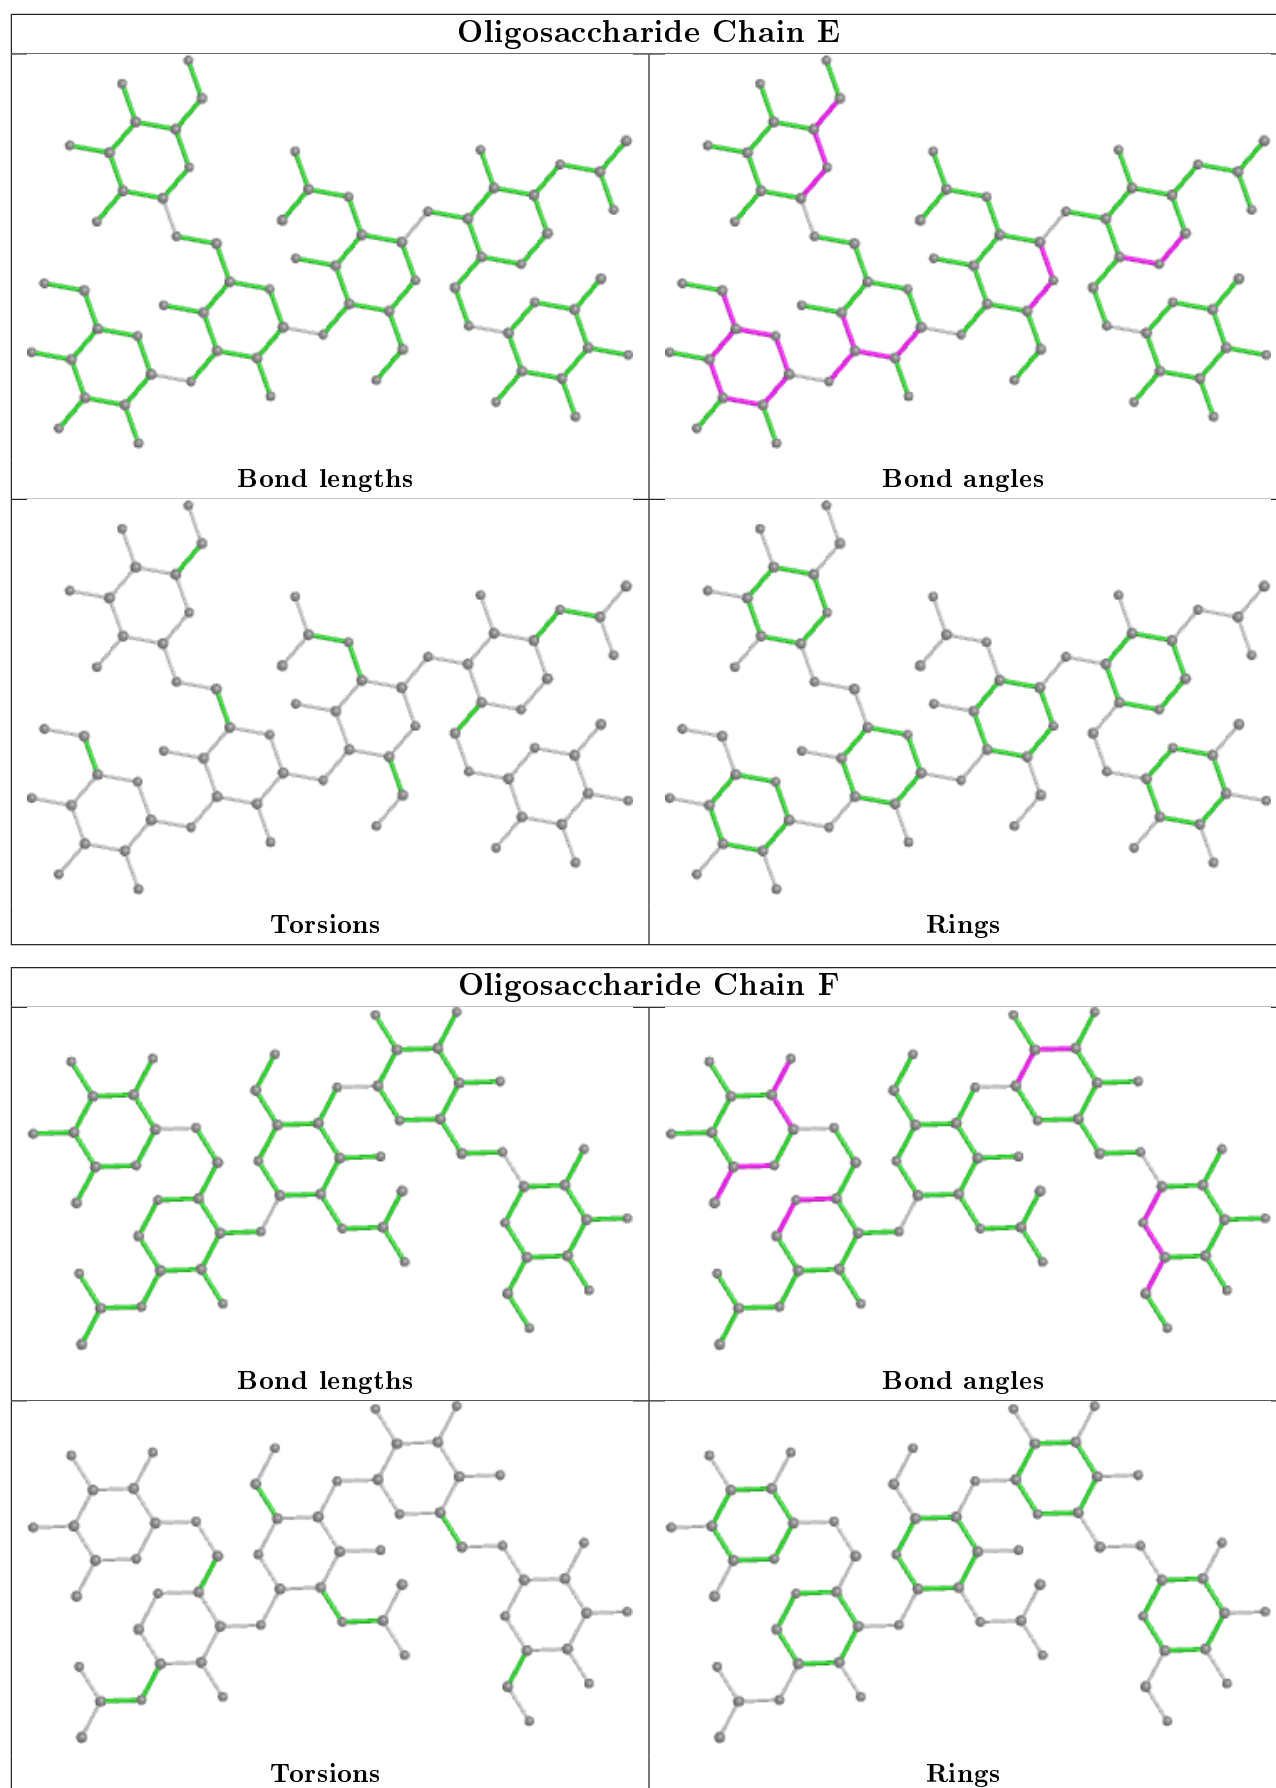 Oligosaccharide Chain E
Bond lengths
Bond angles
Torsions
Rings
Oligosaccharide Chain F
Bond lengths
Bond angles
Torsions
Rings